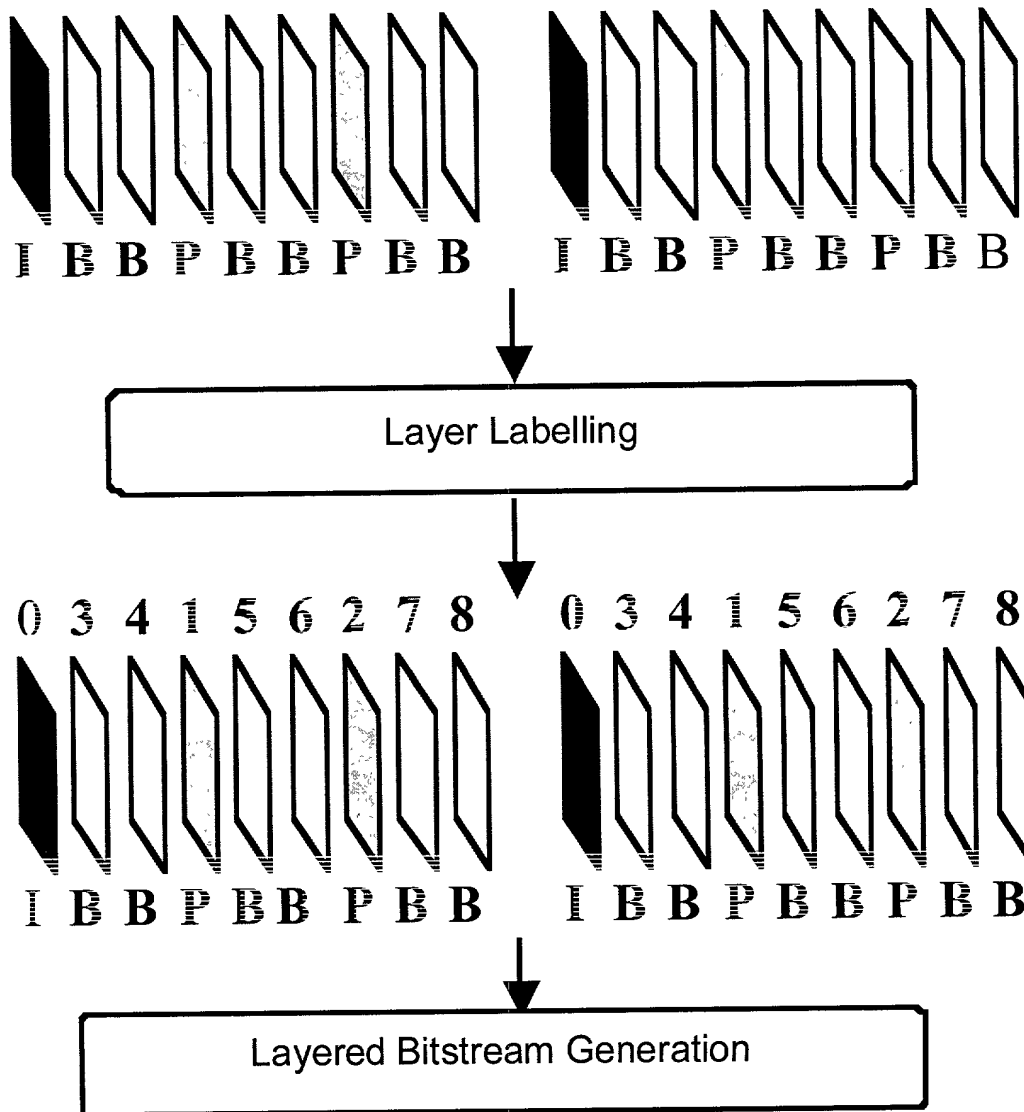 I B B P B B P B B I B B P B B P B B
Layer Labelling
0 3 4 1 5 6 2 7 8 0 3 4 1 5 6 2 7 8
I B B P B B P B B I B B P B B P B B
Layered Bitstream Generation